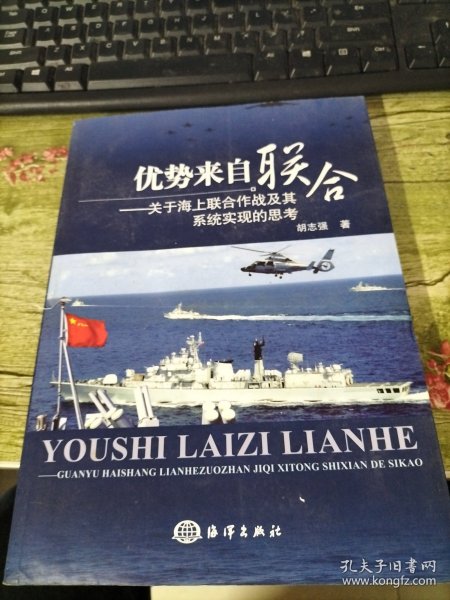 优势来自联合
——关于海上联合作战及其
系统实现的思考
胡志强 著
YOUSHI LAIZI LIANHE
——GUANYU HAISHANG LIANHEZUOZHAN JIQI XITONG SHIXIAN DE SIKAO
海洋出版社
孔夫子旧书网
www.kongfz.com